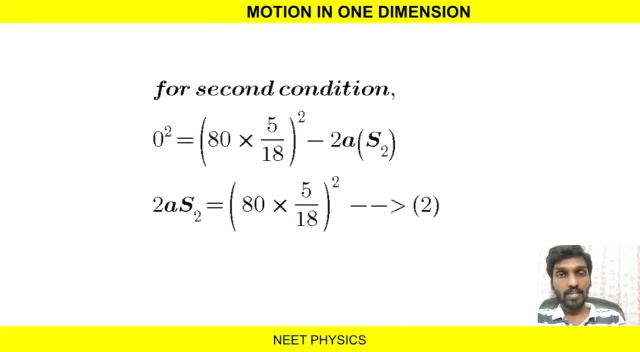 MOTION IN ONE DIMENSION
for second condition,
0² = (80 × 5/18)² − 2a(S₂)
2aS₂ = (80 × 5/18)² −−> (2)
NEET PHYSICS